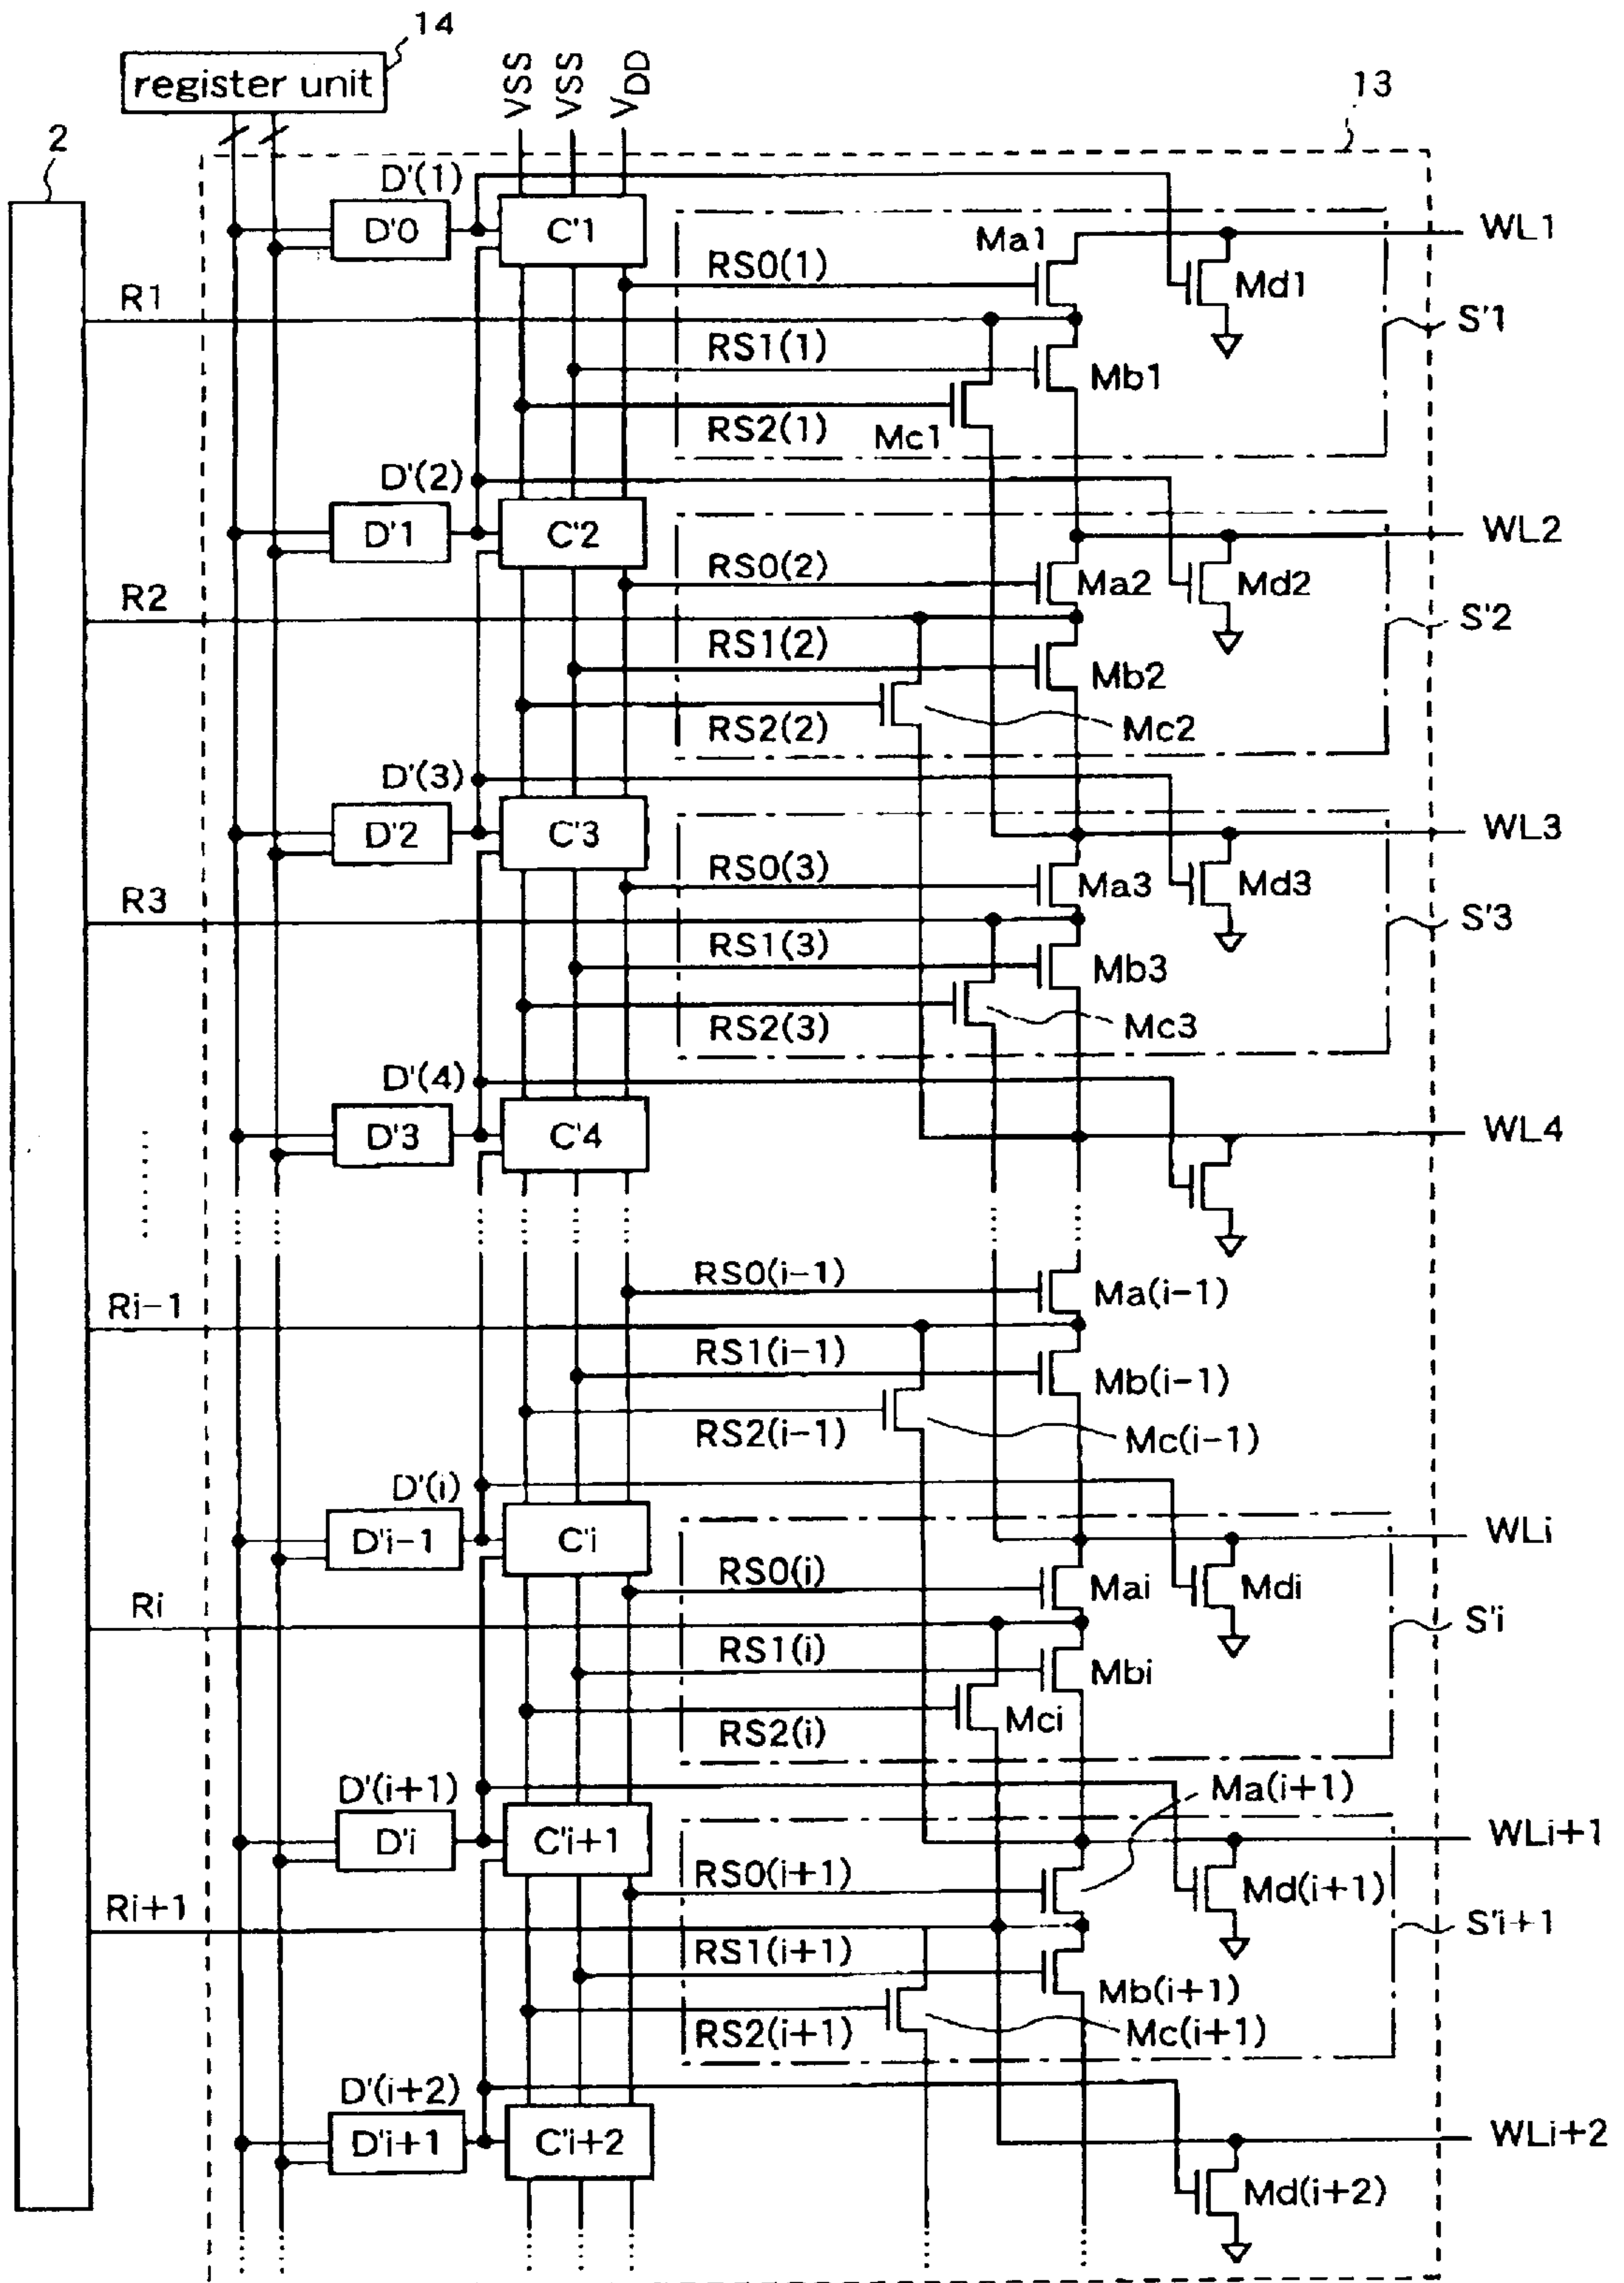 14
register unit
VSS
VSS
VDD
13
2
D'(1)
D'0
C'1
Ma1
WL1
RS0(1)
Md1
R1
S'1
RS1(1)
Mb1
RS2(1)
Mc1
D'(2)
D'1
C'2
WL2
RS0(2)
Ma2
Md2
R2
S'2
RS1(2)
Mb2
RS2(2)
Mc2
D'(3)
D'2
C'3
WL3
RS0(3)
Ma3
Md3
R3
S'3
RS1(3)
Mb3
RS2(3)
Mc3
D'(4)
D'3
C'4
WL4
RS0(i-1)
Ma(i-1)
Ri-1
RS1(i-1)
Mb(i-1)
RS2(i-1)
Mc(i-1)
D'(i)
D'i-1
C'i
WLi
RS0(i)
Mai
Mdi
Ri
S'i
RS1(i)
Mbi
RS2(i)
Mci
D'(i+1)
Ma(i+1)
D'i
C'i+1
WLi+1
RS0(i+1)
Md(i+1)
Ri+1
S'i+1
RS1(i+1)
Mb(i+1)
RS2(i+1)
Mc(i+1)
D'(i+2)
D'i+1
C'i+2
WLi+2
Md(i+2)